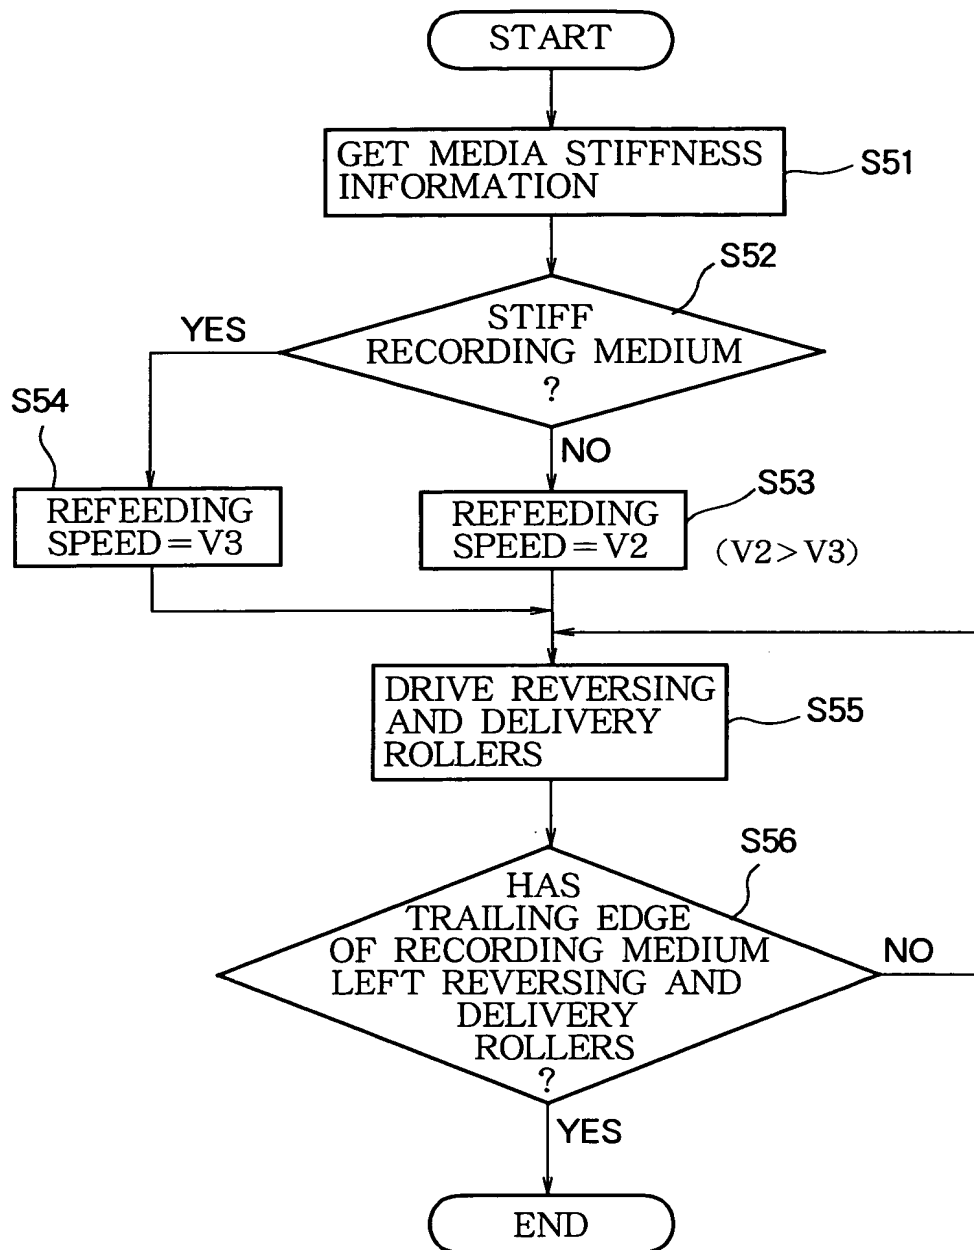 START
GET MEDIA STIFFNESS
INFORMATION
S51
S52
STIFF
RECORDING MEDIUM
?
YES
NO
S54
REFEEDING
SPEED=V3
S53
REFEEDING
SPEED=V2
(V2>V3)
DRIVE REVERSING
AND DELIVERY
ROLLERS
S55
S56
HAS
TRAILING EDGE
OF RECORDING MEDIUM
LEFT REVERSING AND
DELIVERY
ROLLERS
?
NO
YES
END